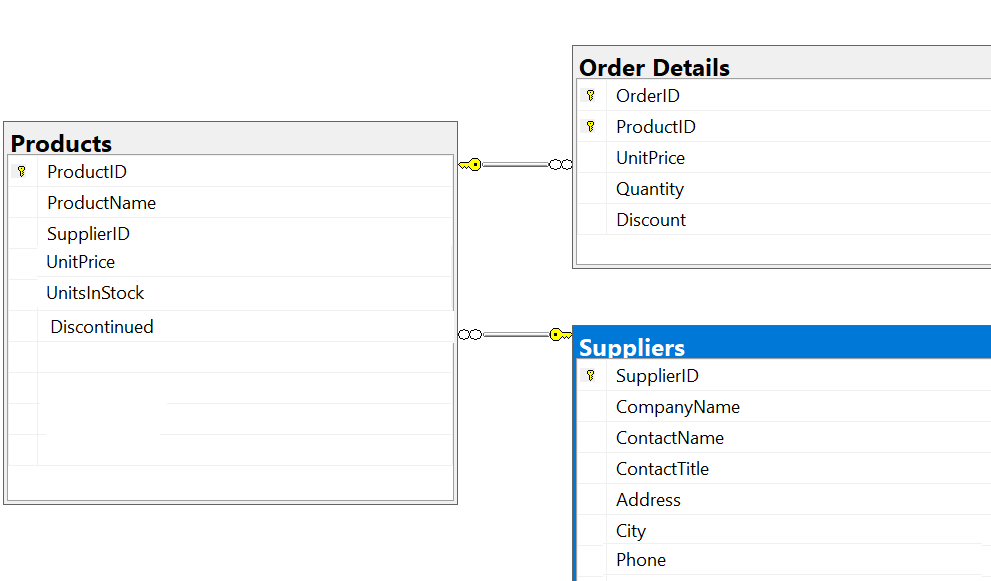 Products
ProductID
ProductName
SupplierID
UnitPrice
UnitsInStock
Discontinued
Order Details
OrderID
ProductID
UnitPrice
Quantity
Discount
Suppliers
SupplierID
CompanyName
ContactName
ContactTitle
Address
City
Phone